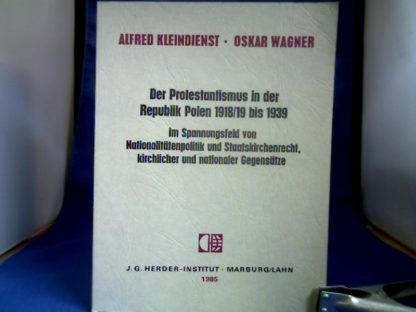 ALFRED KLEINDIENST · OSKAR WAGNER
Der Protestantismus in der
Republik Polen 1918/19 bis 1939
im Spannungsfeld von
Nationalitätenpolitik und Staatskirchenrecht,
kirchlicher und nationaler Gegensätze
J. G. HERDER-INSTITUT · MARBURG/LAHN
1985